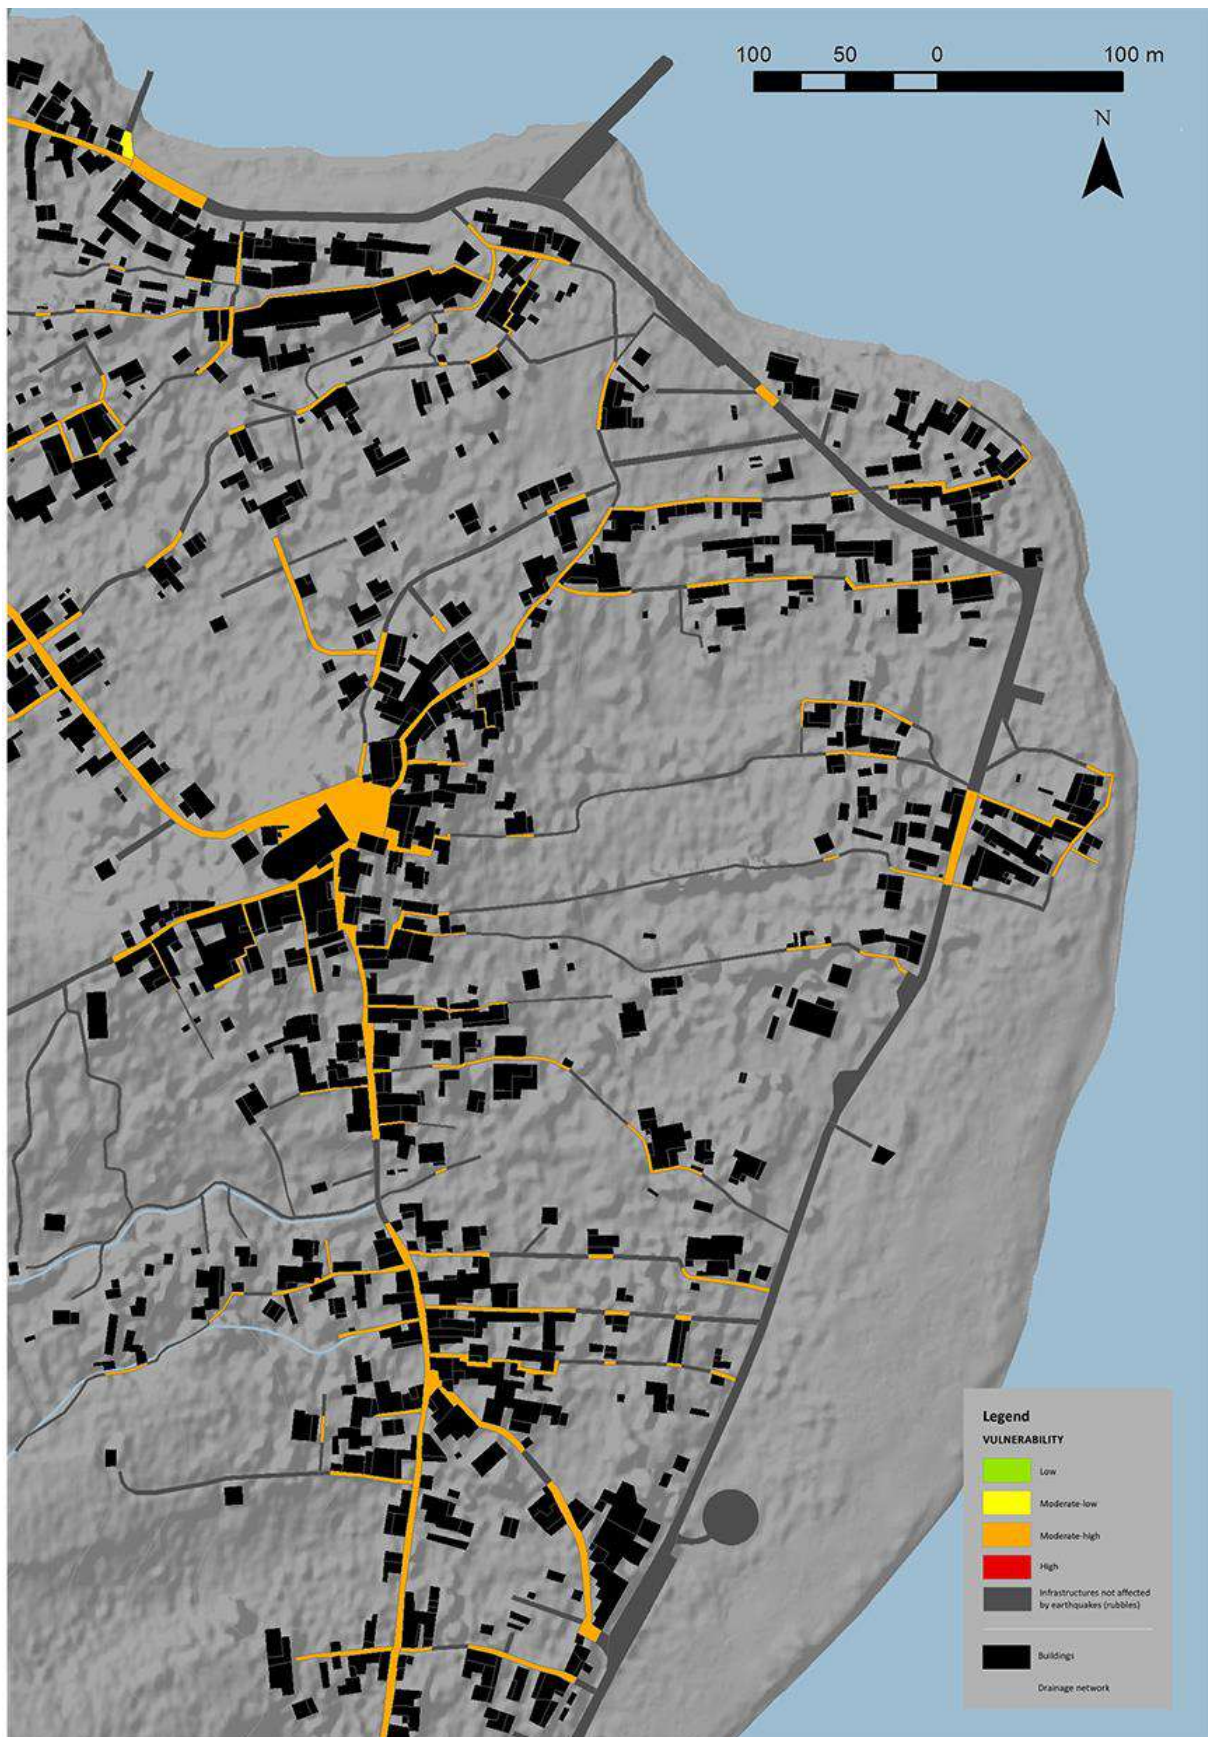 100 50 0 100 m
N
Legend
VULNERABILITY
Low
Moderate-low
Moderate-high
High
Infrastructures not affected
by earthquakes (rubbles)
Buildings
Drainage network